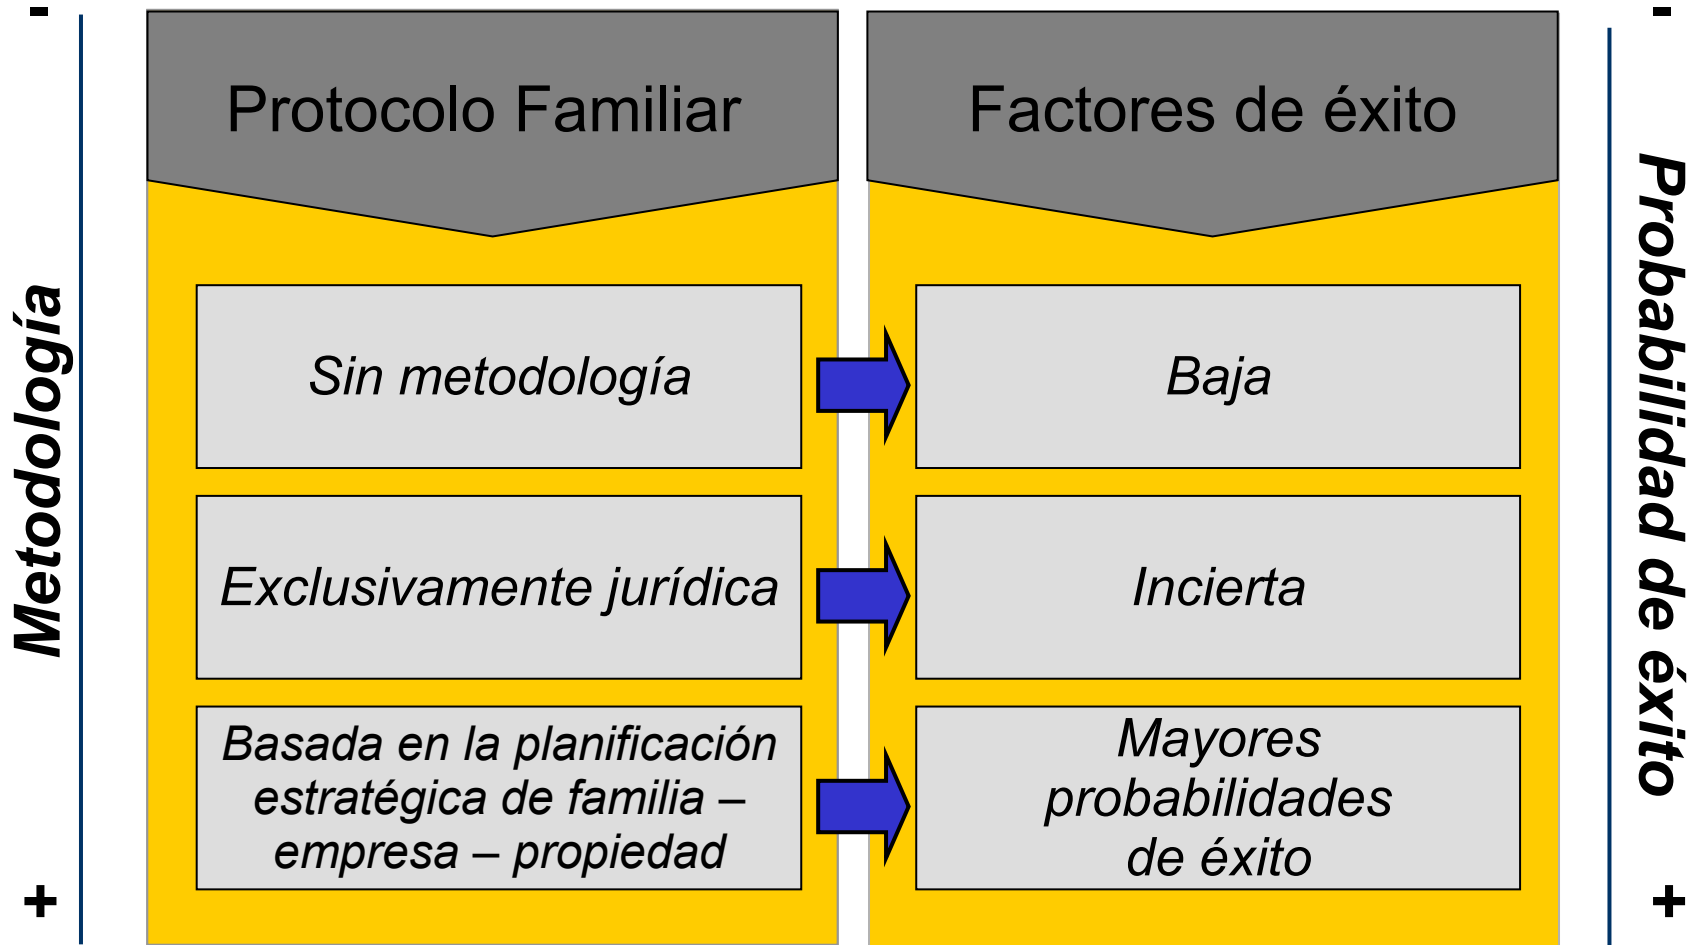 -
-
Protocolo Familiar
Factores de éxito
Metodología
Probabilidad de éxito
Sin metodología
Baja
Exclusivamente jurídica
Incierta
Basada en la planificación
estratégica de familia –
empresa – propiedad
Mayores
probabilidades
de éxito
+
+